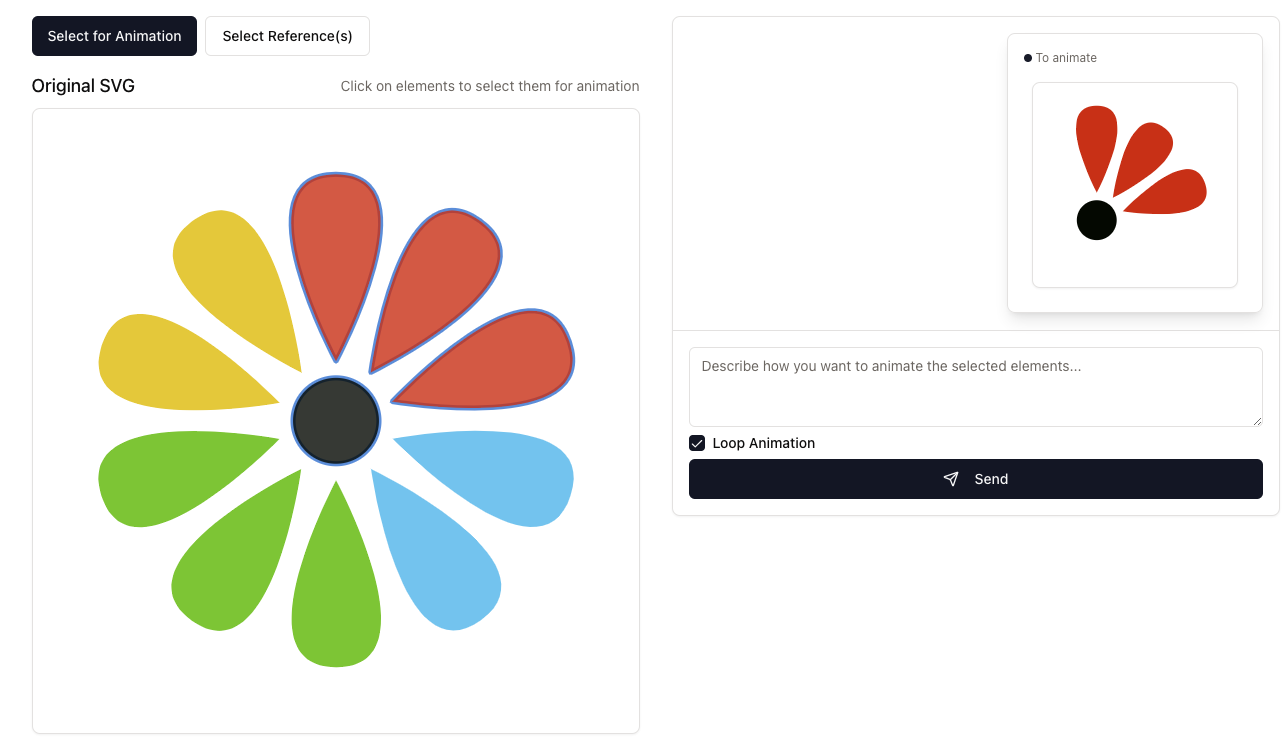 Select for Animation
Select Reference(s)
Original SVG
Click on elements to select them for animation
To animate
Describe how you want to animate the selected elements...
Loop Animation
Send